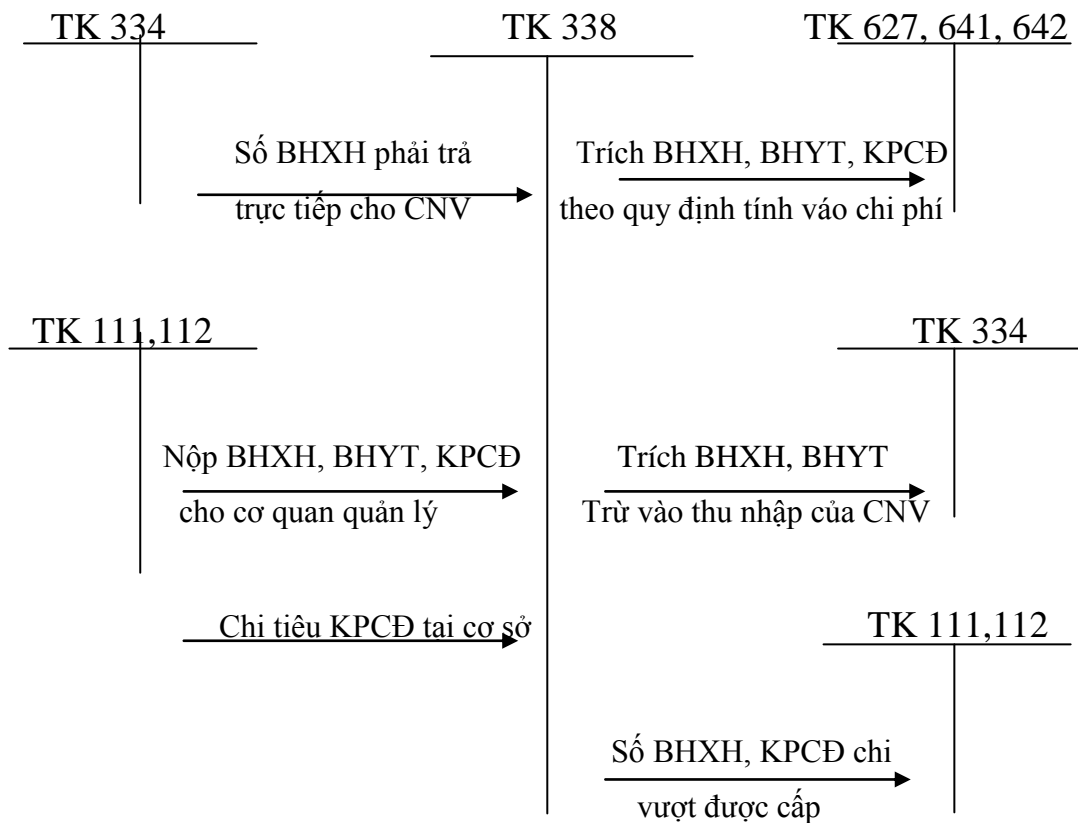 TK 334
TK 338
TK 627, 641, 642
Số BHXH phải trả
trực tiếp cho CNV
Trích BHXH, BHYT, KPCĐ
theo quy định tính váo chi phí
TK 111,112
TK 334
Nộp BHXH, BHYT, KPCĐ
cho cơ quan quản lý
Trích BHXH, BHYT
Trừ vào thu nhập của CNV
Chi tiêu KPCĐ tại cơ sở
TK 111,112
Số BHXH, KPCĐ chi
vượt được cấp